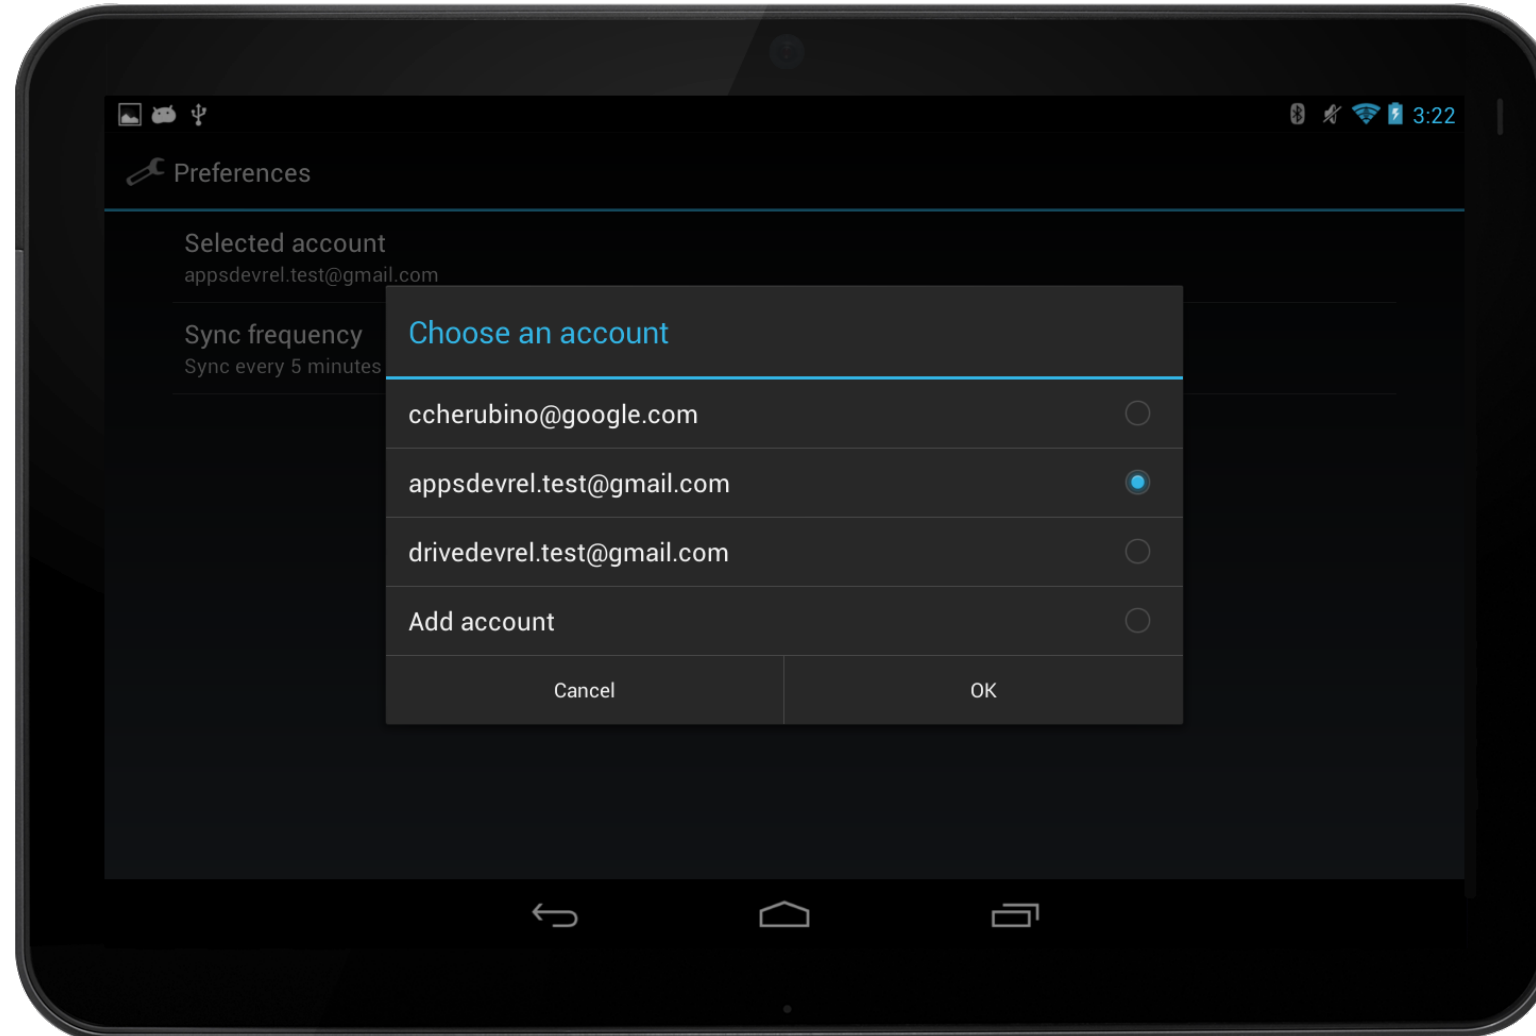 3:22
Preferences
Selected account
appsdevrel.test@gmail.com
Sync frequency
Sync every 5 minutes
Choose an account
ccherubino@google.com
appsdevrel.test@gmail.com
drivedevrel.test@gmail.com
Add account
Cancel
OK